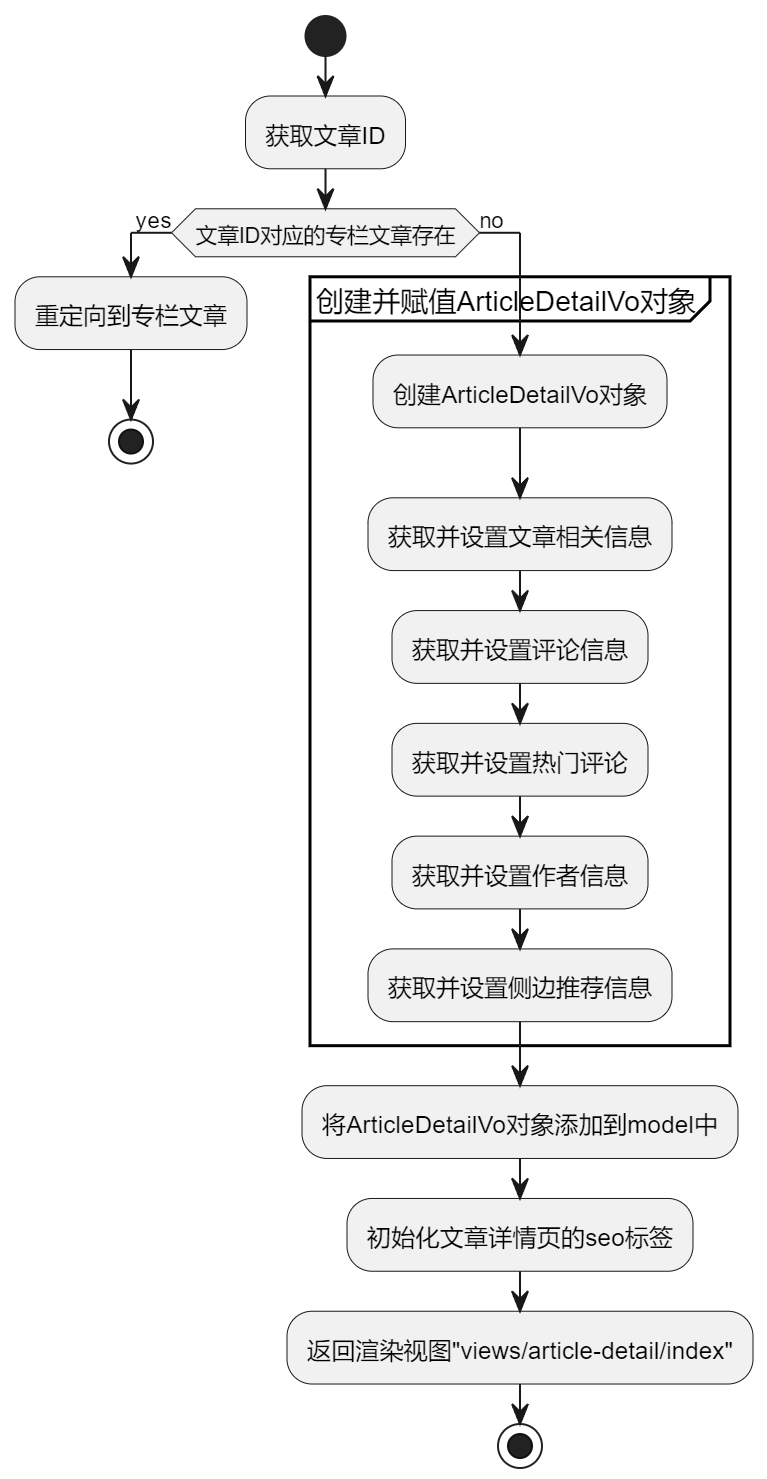 获取文章ID
yes
文章ID对应的专栏文章存在
no
重定向到专栏文章
创建并赋值ArticleDetailVo对象
创建ArticleDetailVo对象
获取并设置文章相关信息
获取并设置评论信息
获取并设置热门评论
获取并设置作者信息
获取并设置侧边推荐信息
将ArticleDetailVo对象添加到model中
初始化文章详情页的seo标签
返回渲染视图"views/article-detail/index"